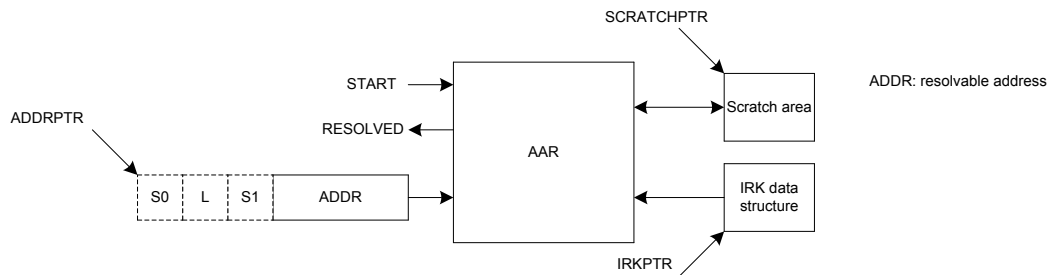 SCRATCHPTR
START
ADDR: resolvable address
Scratch area
ADDRPTR
RESOLVED
AAR
S0 L S1 ADDR
IRK data
structure
IRKPTR